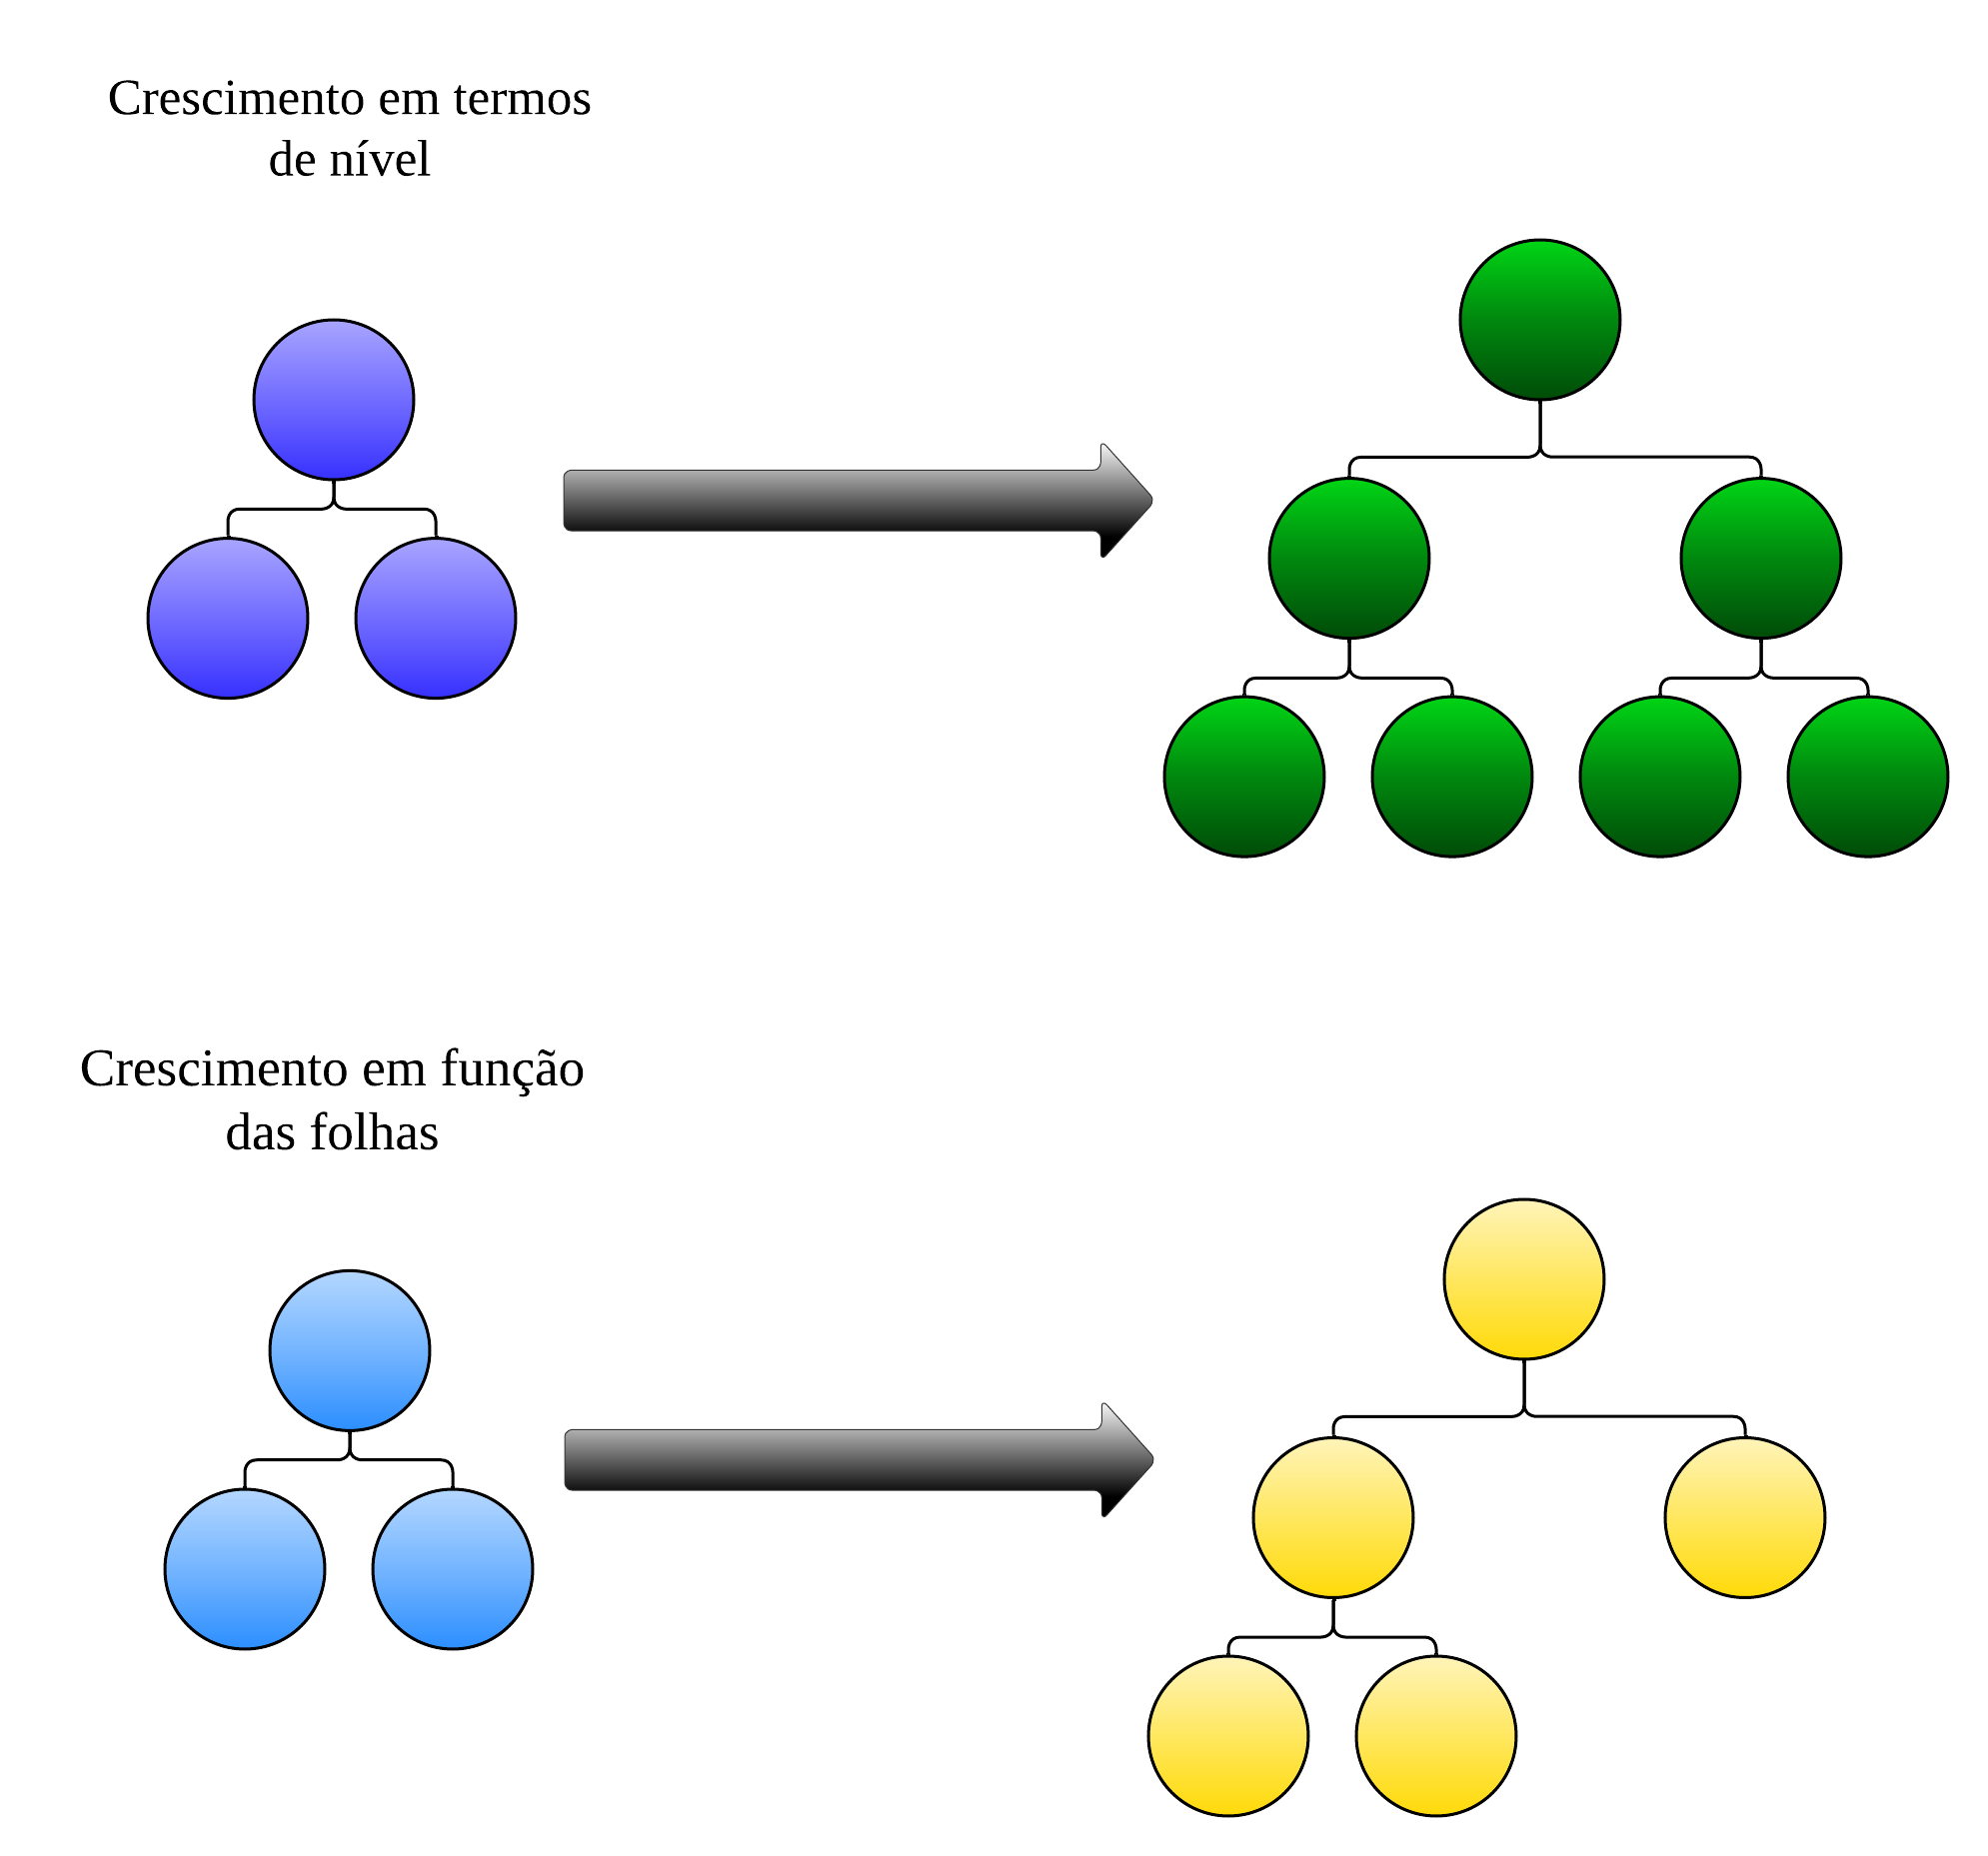 Crescimento em termos
de nível
Crescimento em função
das folhas